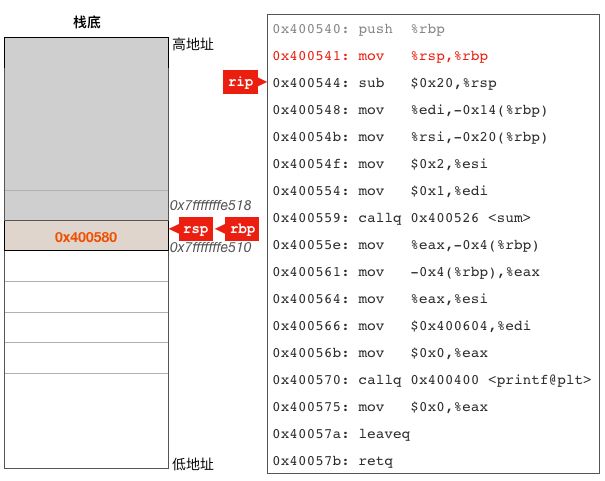 栈底
高地址
0x7fffffffe518
0x400580
rsp
rbp
0x7fffffffe510
低地址
rip
0x400540: push %rbp
0x400541: mov %rsp,%rbp
0x400544: sub $0x20,%rsp
0x400548: mov %edi,-0x14(%rbp)
0x40054b: mov %rsi,-0x20(%rbp)
0x40054f: mov $0x2,%esi
0x400554: mov $0x1,%edi
0x400559: callq 0x400526 <sum>
0x40055e: mov %eax,-0x4(%rbp)
0x400561: mov -0x4(%rbp),%eax
0x400564: mov %eax,%esi
0x400566: mov $0x400604,%edi
0x40056b: mov $0x0,%eax
0x400570: callq 0x400400 <printf@plt>
0x400575: mov $0x0,%eax
0x40057a: leaveq
0x40057b: retq